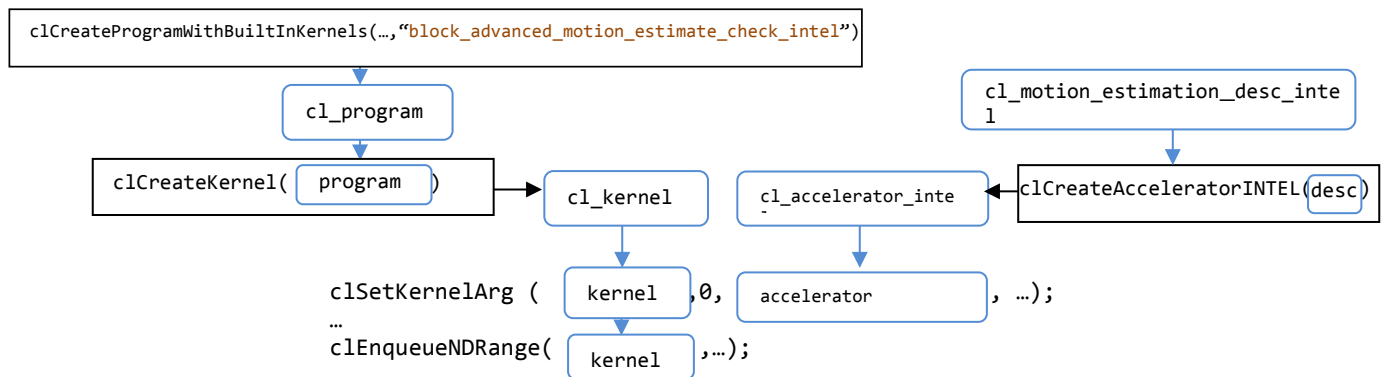 clCreateProgramWithBuiltInKernels(…,“block_advanced_motion_estimate_check_intel”)
cl_program
cl_motion_estimation_desc_inte
l
clCreateKernel( program )
cl_kernel
cl_accelerator_inte
clCreateAcceleratorINTEL(desc)
clSetKernelArg ( kernel ,0, accelerator , …);
…
clEnqueueNDRange( kernel ,…);